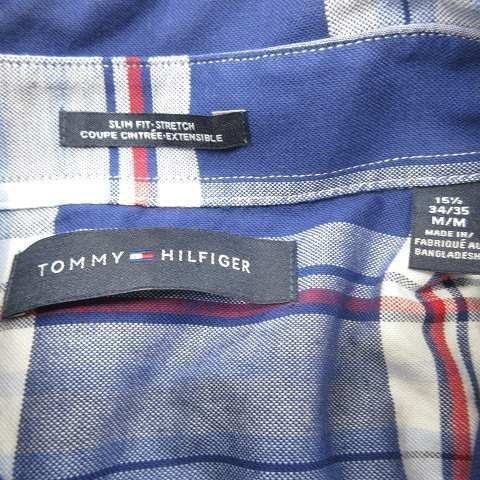 SLIM FIT·STRETCH
COUPE CINTRÉE·EXTENSIBLE
TOMMY HILFIGER
15½
34/35
M/M
MADE IN/
FABRIQUÉ AU
BANGLADESH